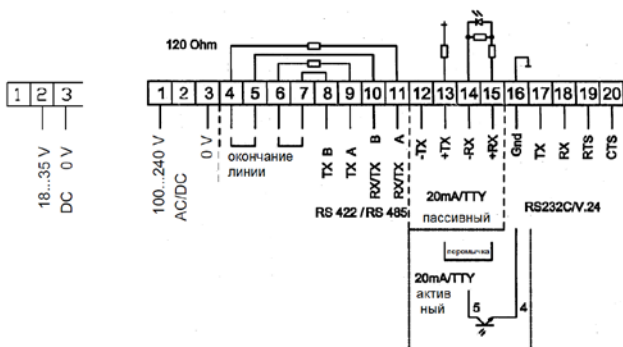 120 Ohm
1 2 3
1 2 3 4 5 6 7 8 9 10 11 12 13 14 15 16 17 18 19 20
18...35 V
DC 0 V
100...240 V
AC/DC
0 V
окончание
линии
TX B
TX A
RX/TX B
RX/TX A
-TX
+TX
-RX
+RX
Gnd
TX
RX
RTS
CTS
RS 422 / RS 485
20mA/TTY
пассивный
RS232C/V.24
перемычка
20mA/TTY
актив
ный
5 4